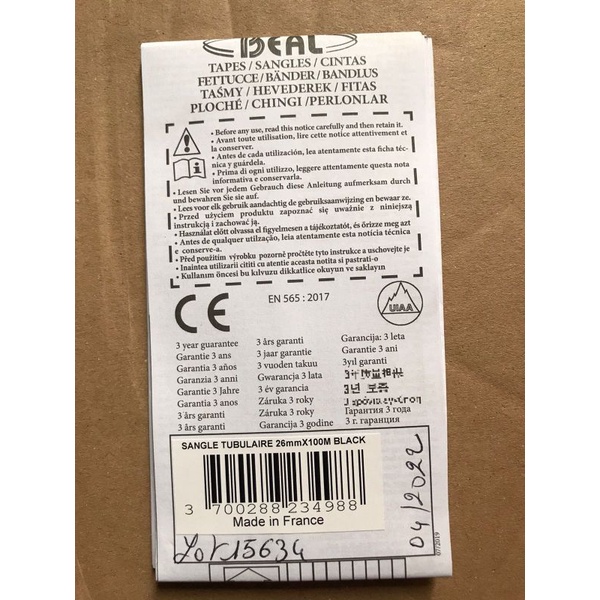 BEAL
TAPES / SANGLES / CINTAS
FETTUCCE / BÄNDER / BANDLUS
TAŚMY / HEVEDEREK / FITAS
PLOCHÉ / CHINGI /PERLONLAR
• Before any use, read this notice carefully and then retain it.
• Avant toute utilisation, lire cette notice attentivement et
la conserver.
• Antes de cada utilización, lea atentamente esta ficha téc-
nica y guárdela.
• Prima di ogni utilizzo, leggere attentamente questa nota
informativa e conservarla.
• Lesen Sie vor jedem Gebrauch diese Anleitung aufmerksam durch
und bewahren Sie sie auf.
• Lees voor elk gebruik aandachtig de gebruiksaanwijzing en bewaar ze.
• Przed użyciem produktu zapoznać się uważnie z niniejszą
instrukcją i zachować ją.
• Használat előtt olvassa el figyelmesen a tájékoztatót, és őrizze meg azt
• Antes de qualquer utilzação, leia atentamente esta notícia técnica
e conserve-a.
• Před použitím výrobku pozorně pročtěte tyto instrukce a uschovejte je
• Inaintea utilizarii cititi cu atentie aceasta notita si pastrati-o
• Kullanım öncesi bu kılvuzu dikkatlice okuyun ve saklayın
CE
EN 565 : 2017
UIAA
3 year guarantee
Garantie 3 ans
Garantia 3 años
Garanzia 3 anni
Garantie 3 Jahre
Garantia 3 anos
3 års garanti
3 års garanti
3 års garanti
3 jaar garantie
3 vuoden takuu
Gwarancja 3 lata
3 év garancia
Záruka 3 roky
Záruka 3 roky
Garancija 3 godine
Garancija: 3 leta
Garantie 3 ani
3yıl garanti
3년 보증
Гарантия 3 года
3 г. гаранция
SANGLE TUBULAIRE 26mmX100M BLACK
3 700288 234988
Made in France
Lot 15634
04/2022
07/2019